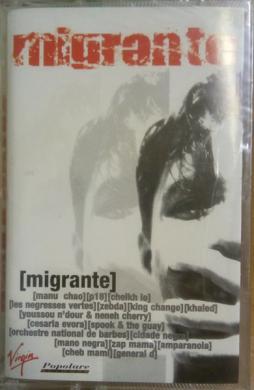 migrante
[migrante]
[manu chao][p18][cheikh lo]
[les negresses vertes][zebda][king chango][khaled]
[youssou n'dour & neneh cherry]
[cesaria evora][spook & the guay]
[orchestre national de barbes][cidade negra]
[mano negra][zap mama][amparanoia]
[cheb mami][general d]
Virgin
Popolare